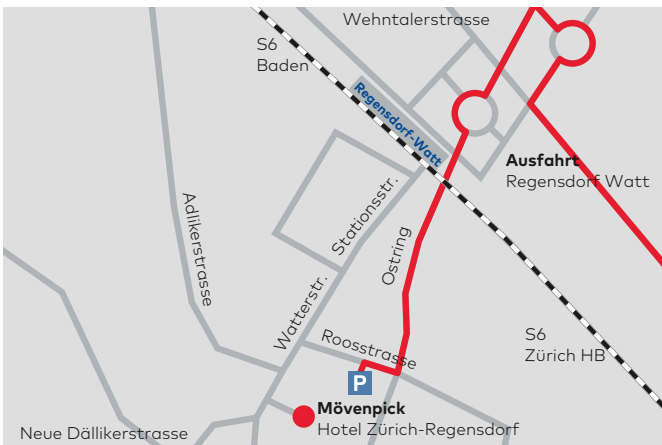 Wehntalerstrasse
S6
Baden
Regensdorf-Watt
Ausfahrt
Regensdorf Watt
Adlikerstrasse
Stationsstr.
Ostring
Watterstr.
Roosstrasse
S6
Zürich HB
P
Mövenpick
Hotel Zürich-Regensdorf
Neue Dällikerstrasse